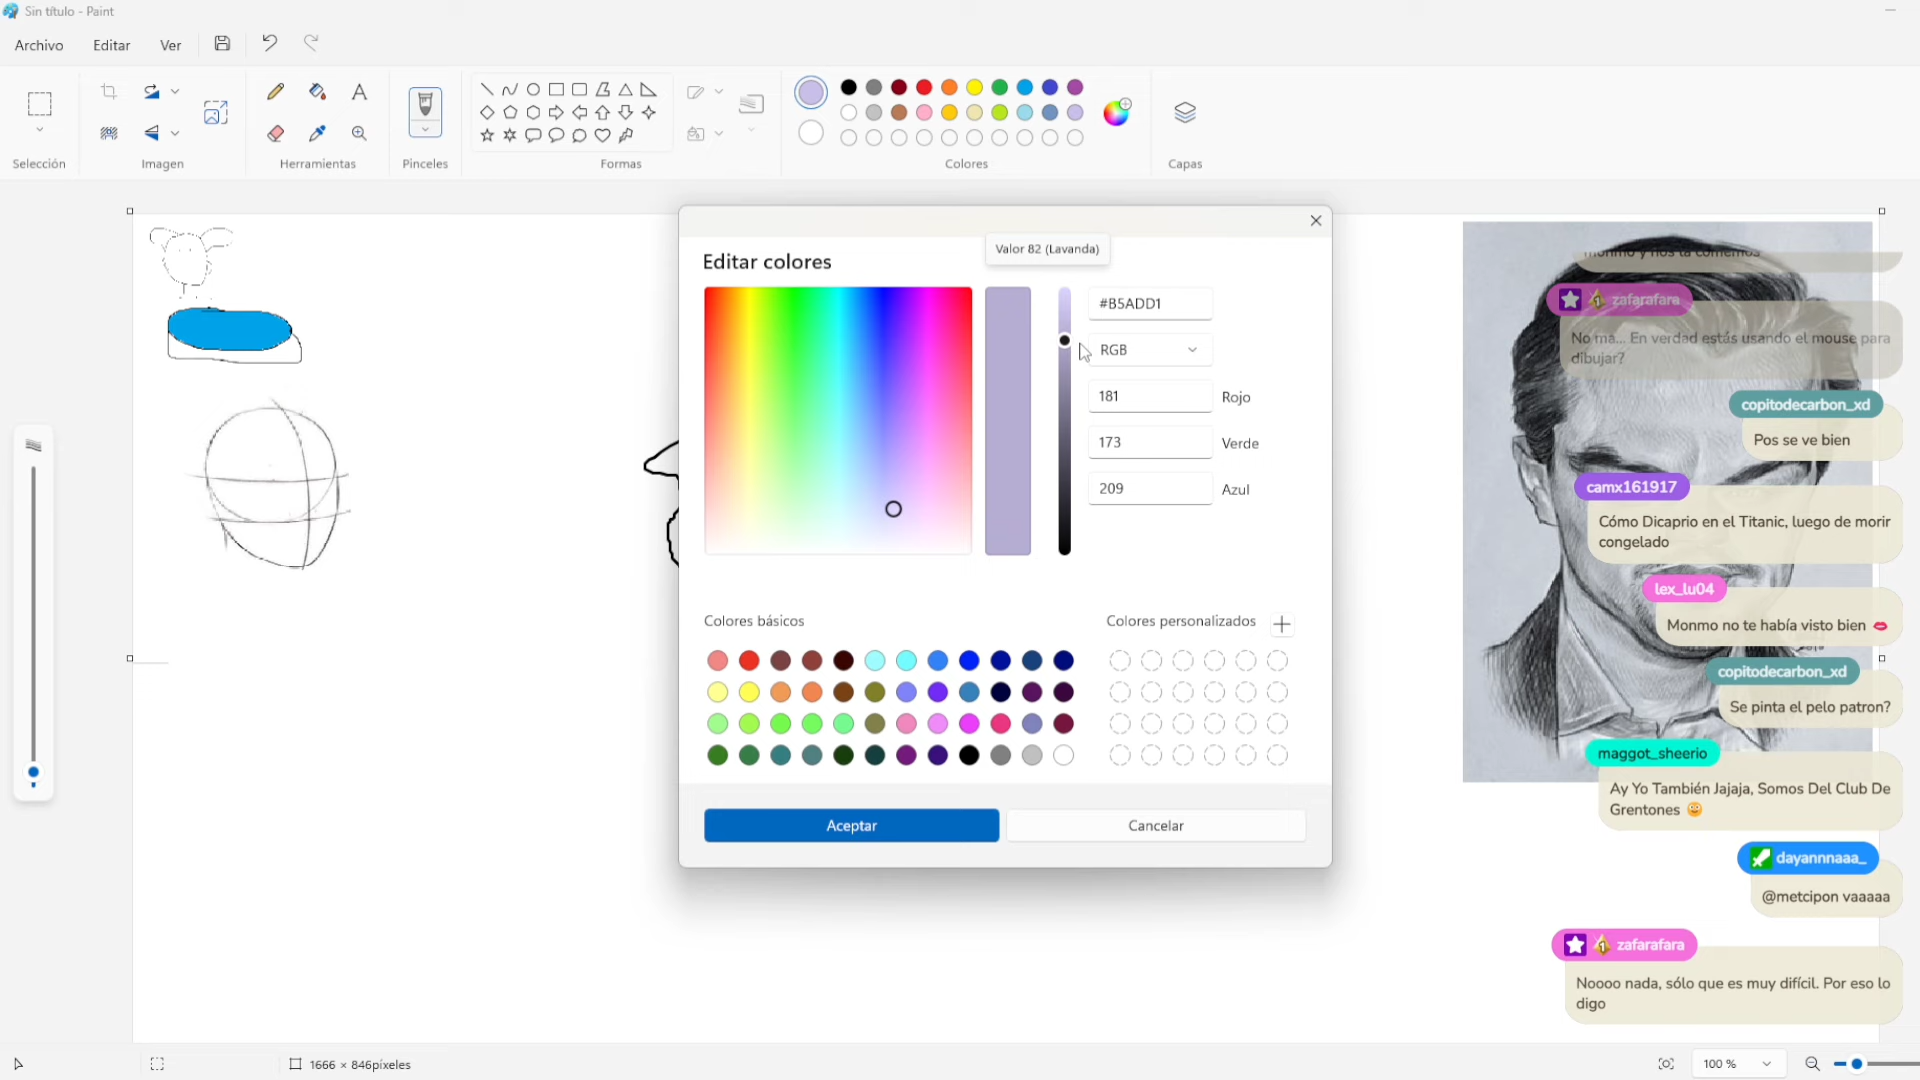 Sin título - Paint
Archivo
Editar
Ver
Selección
Imagen
Herramientas
Pinceles
Formas
Colores
Capas
Valor 82 (Lavanda)
Editar colores
#B5ADD1
RGB
181
Rojo
173
Verde
209
Azul
Colores básicos
Colores personalizados
Aceptar
Cancelar
monmo y nos la comemos
zafarafara
No ma... En verdad estás usando el mouse para
dibujar?
copitodecarbon_xd
Pos se ve bien
camx161917
Cómo Dicaprio en el Titanic, luego de morir
congelado
lex_lu04
Monmo no te había visto bien 🫦
copitodecarbon_xd
Se pinta el pelo patron?
maggot_sheerio
Ay Yo También Jajaja, Somos Del Club De
Grentones
dayannnaaa_
@metcipon vaaaaa
zafarafara
Noooo nada, sólo que es muy difícil. Por eso lo
digo
1666 × 846píxeles
100 %